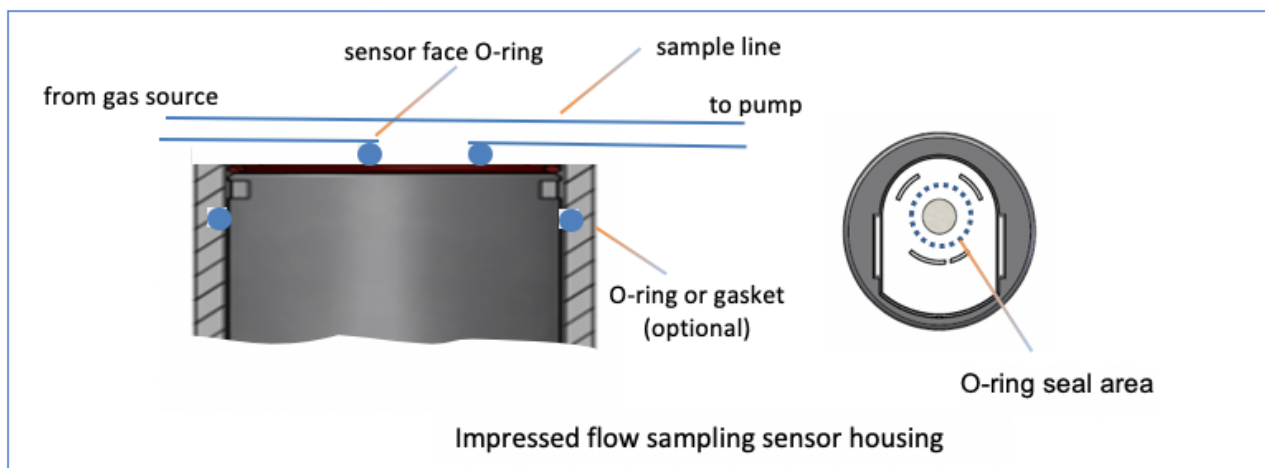 sensor face O-ring
sample line
from gas source
to pump
O-ring or gasket
(optional)
O-ring seal area
Impressed flow sampling sensor housing